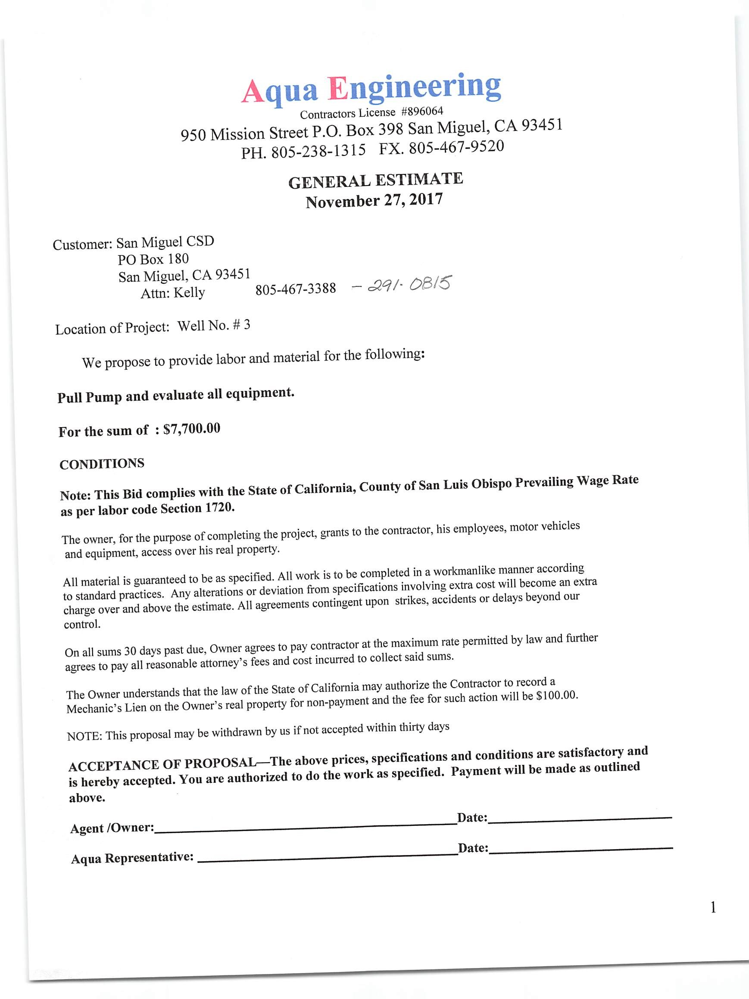 Aqua Engineering
Contractors License #896064
950 Mission Street P.O. Box 398 San Miguel, CA 93451
PH. 805-238-1315 FX. 805-467-9520
GENERAL ESTIMATE
November 27, 2017
Customer: San Miguel CSD
PO Box 180
San Miguel, CA 93451
Attn: Kelly 805-467-3388 - 291-0815
Location of Project: Well No. # 3
We propose to provide labor and material for the following:
Pull Pump and evaluate all equipment.
For the sum of : $7,700.00
CONDITIONS
Note: This Bid complies with the State of California, County of San Luis Obispo Prevailing Wage Rate
as per labor code Section 1720.
The owner, for the purpose of completing the project, grants to the contractor, his employees, motor vehicles
and equipment, access over his real property.
All material is guaranteed to be as specified. All work is to be completed in a workmanlike manner according
to standard practices. Any alterations or deviation from specifications involving extra cost will become an extra
charge over and above the estimate. All agreements contingent upon strikes, accidents or delays beyond our
control.
On all sums 30 days past due, Owner agrees to pay contractor at the maximum rate permitted by law and further
agrees to pay all reasonable attorney's fees and cost incurred to collect said sums.
The Owner understands that the law of the State of California may authorize the Contractor to record a
Mechanic's Lien on the Owner's real property for non-payment and the fee for such action will be $100.00.
NOTE: This proposal may be withdrawn by us if not accepted within thirty days
ACCEPTANCE OF PROPOSAL—The above prices, specifications and conditions are satisfactory and
is hereby accepted. You are authorized to do the work as specified. Payment will be made as outlined
above.
Agent /Owner: Date:
Aqua Representative: Date:
1